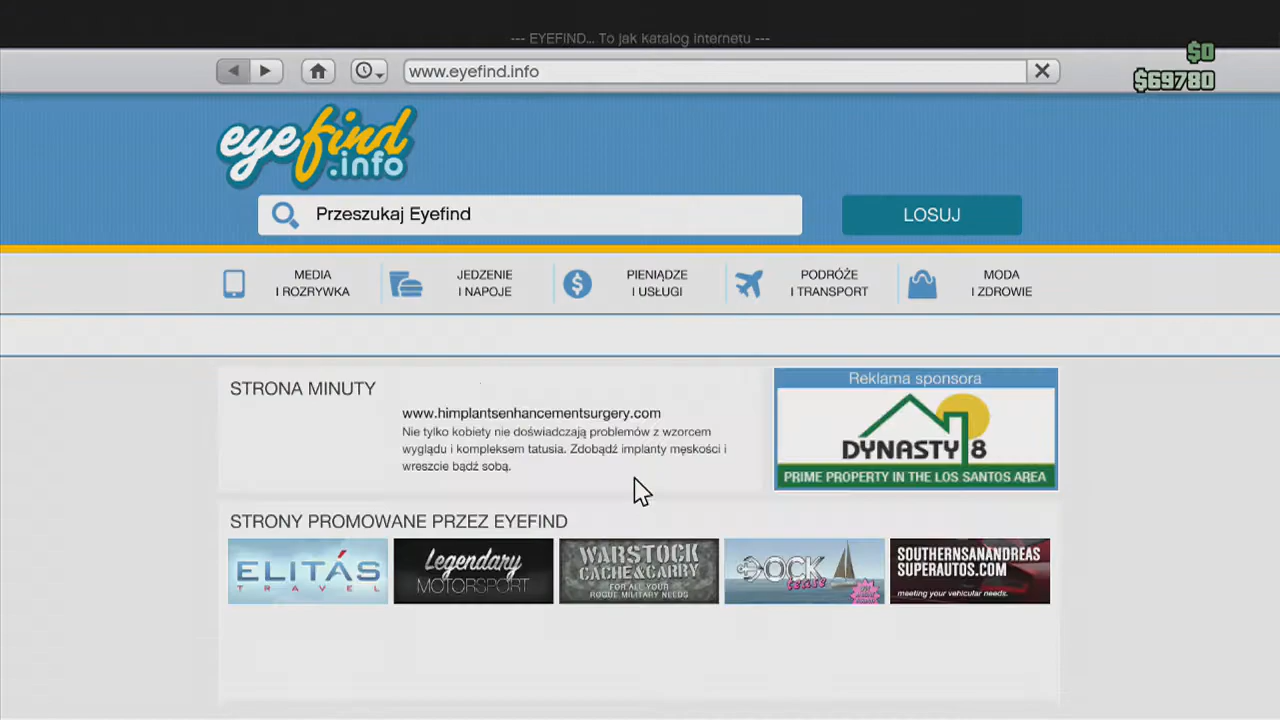 --- EYEFIND... To jak katalog internetu ---
$0
www.eyefind.info
$69780
eyefind
.info
Przeszukaj Eyefind
LOSUJ
MEDIA
I ROZRYWKA
JEDZENIE
I NAPOJE
PIENIĄDZE
I USŁUGI
PODRÓŻE
I TRANSPORT
MODA
I ZDROWIE
STRONA MINUTY
www.himplantsenhancementsurgery.com
Nie tylko kobiety nie doświadczają problemów z wzorcem
wyglądu i kompleksem tatusia. Zdobądź implanty męskości i
wreszcie bądź sobą.
Reklama sponsora
DYNASTY 8
PRIME PROPERTY IN THE LOS SANTOS AREA
STRONY PROMOWANE PRZEZ EYEFIND
ELITÁS
TRAVEL
Legendary
MOTORSPORT
WARSTOCK
CACHE&CARRY
FOR ALL YOUR
ROGUE MILITARY NEEDS
DOCK
tease
SOUTHERNSANANDREAS
SUPERAUTOS.COM
meeting your vehicular needs.